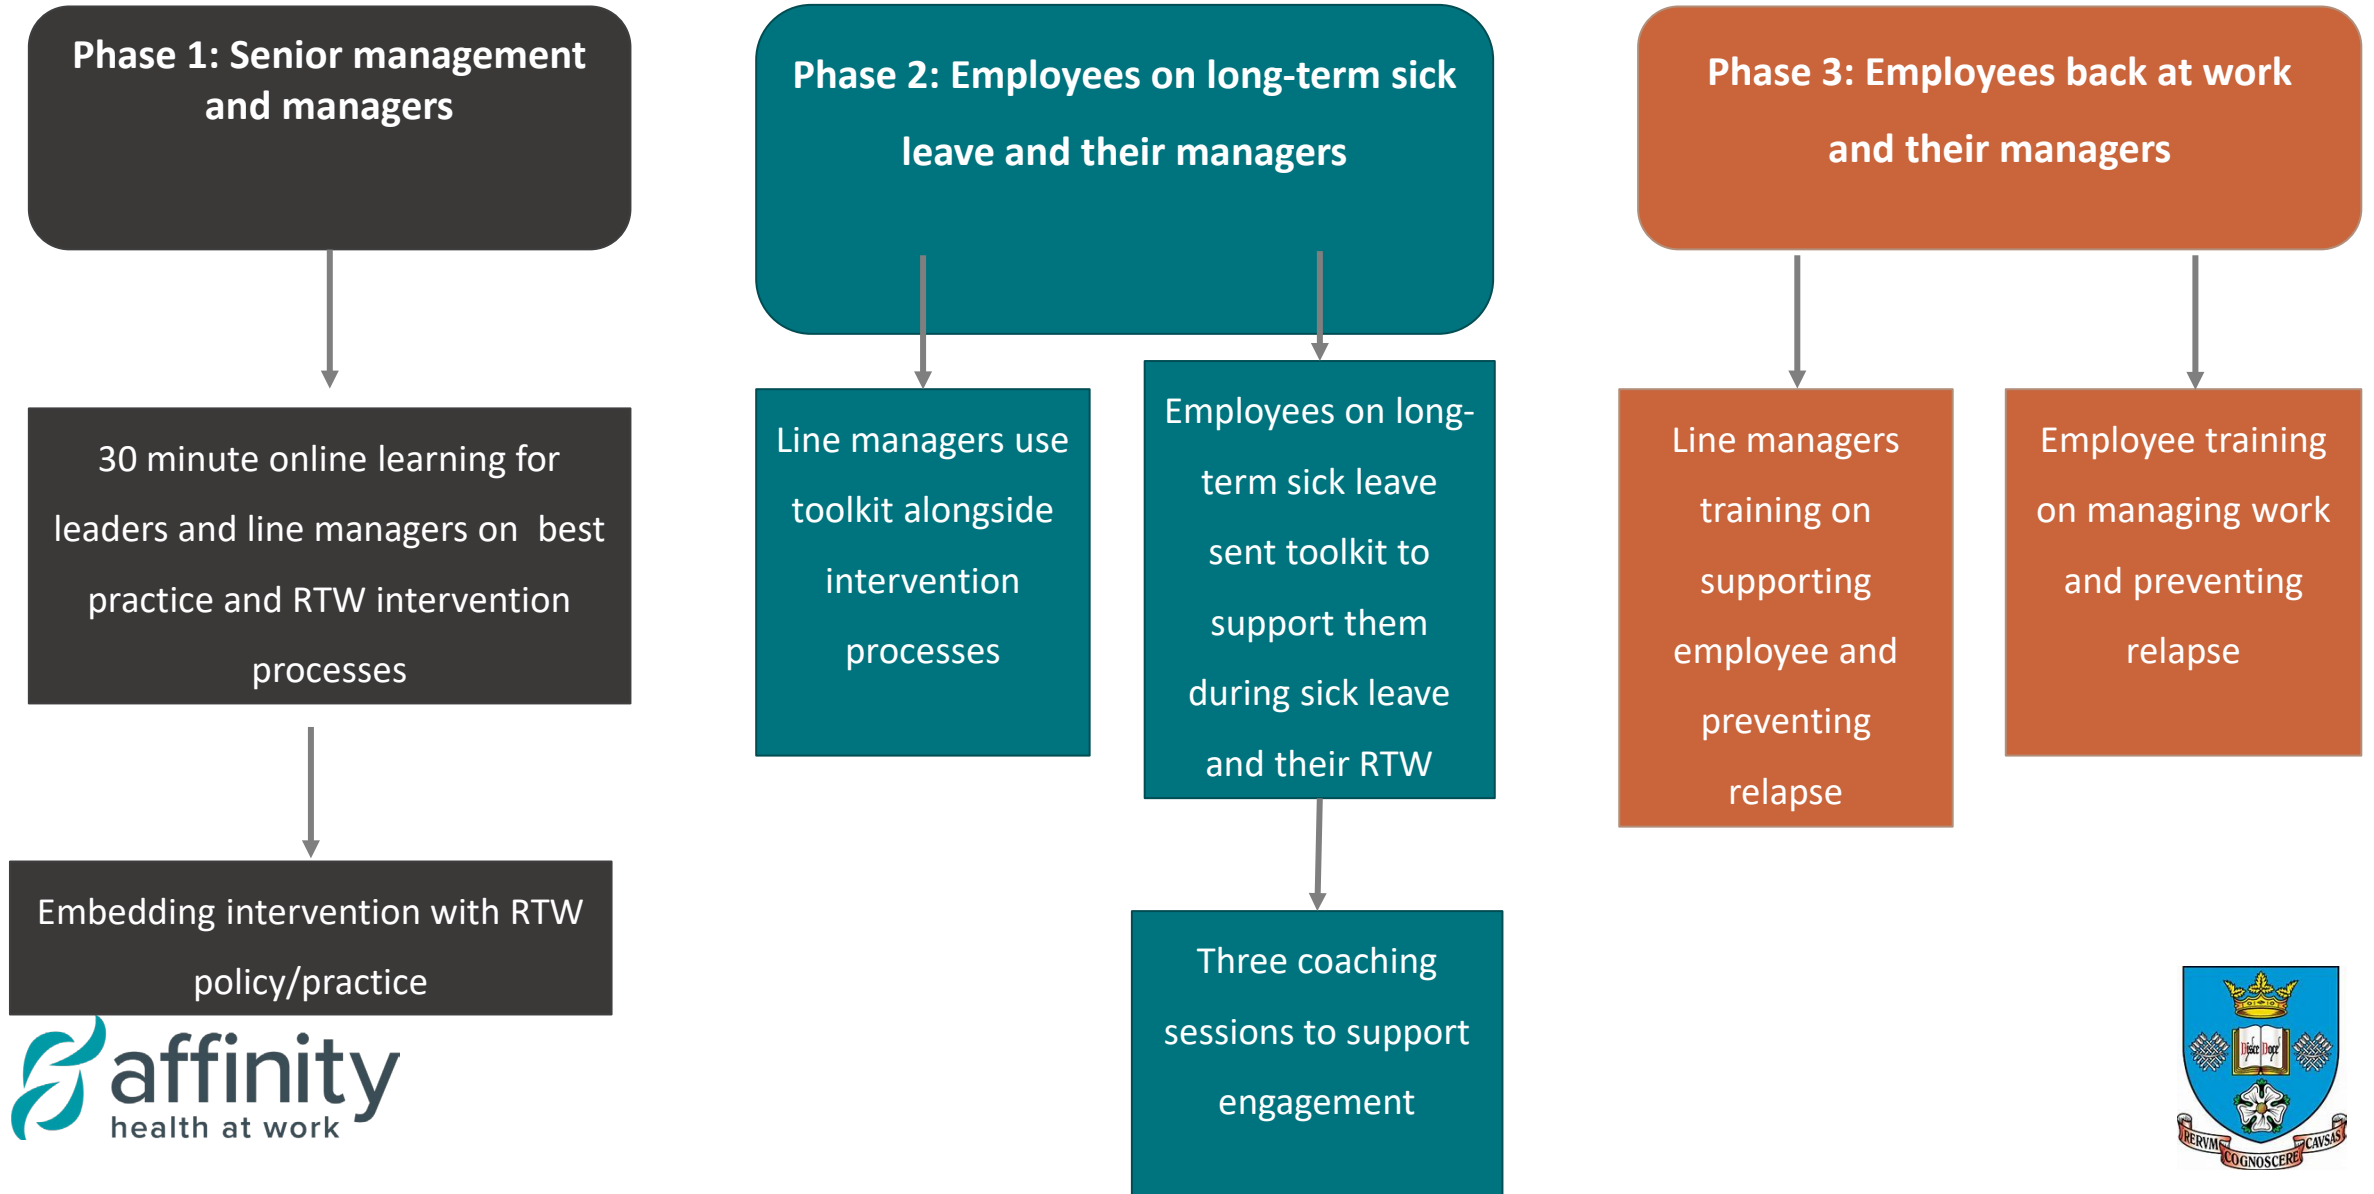 Phase 1: Senior management
and managers
30 minute online learning for
leaders and line managers on  best
practice and RTW intervention
processes
Embedding intervention with RTW
policy/practice
Phase 2: Employees on long-term sick
leave and their managers
Line managers use
toolkit alongside
intervention
processes
Employees on long-
term sick leave
sent toolkit to
support them
during sick leave
and their RTW
Three coaching
sessions to support
engagement
Phase 3: Employees back at work
and their managers
Line managers
training on
supporting
employee and
preventing
relapse
Employee training
on managing work
and preventing
relapse
affinity
health at work
Disce Doce
RERVM
COGNOSCERE
CAVSAS